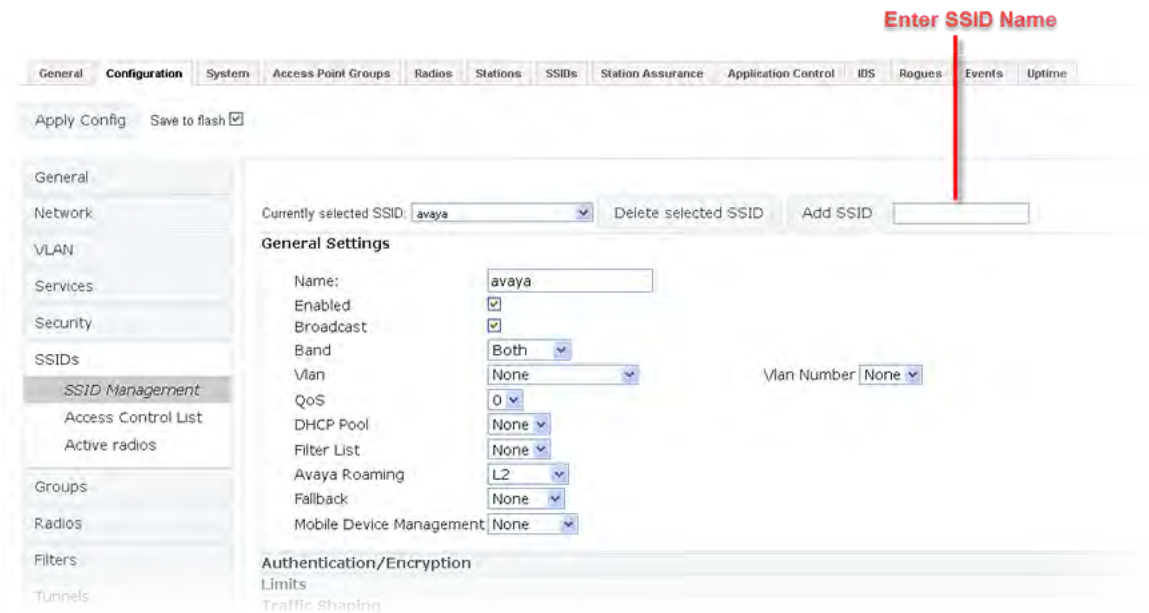 Enter SSID Name
General Configuration System Access Point Groups Radios Stations SSIDs Station Assurance Application Control IDS Rogues Events Uptime
Apply Config Save to flash
General
Network
VLAN
Services
Security
SSIDs
SSID Management
Access Control List
Active radios
Groups
Radios
Filters
Tunnels
Currently selected SSID: avaya Delete selected SSID Add SSID
General Settings
Name: avaya
Enabled
Broadcast
Band Both
Vlan None Vlan Number None
QoS 0
DHCP Pool None
Filter List None
Avaya Roaming L2
Fallback None
Mobile Device Management None
Authentication/Encryption
Limits
Traffic Shaping